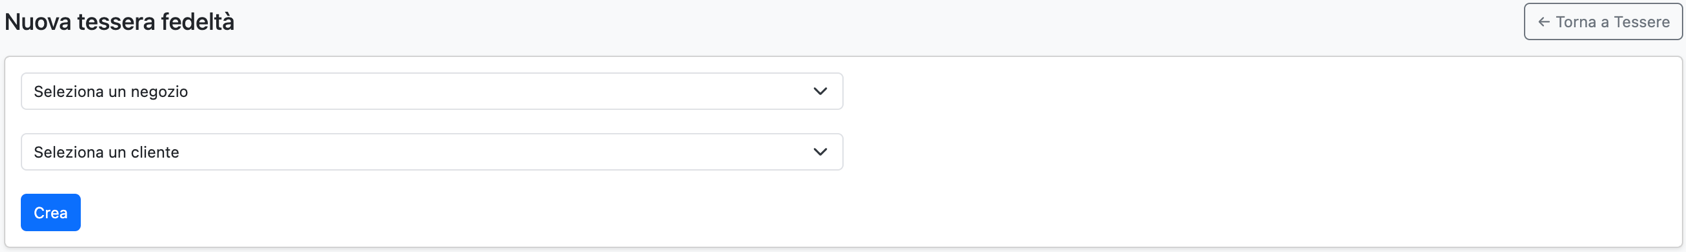 Nuova tessera fedeltà
← Torna a Tessere
Seleziona un negozio
Seleziona un cliente
Crea